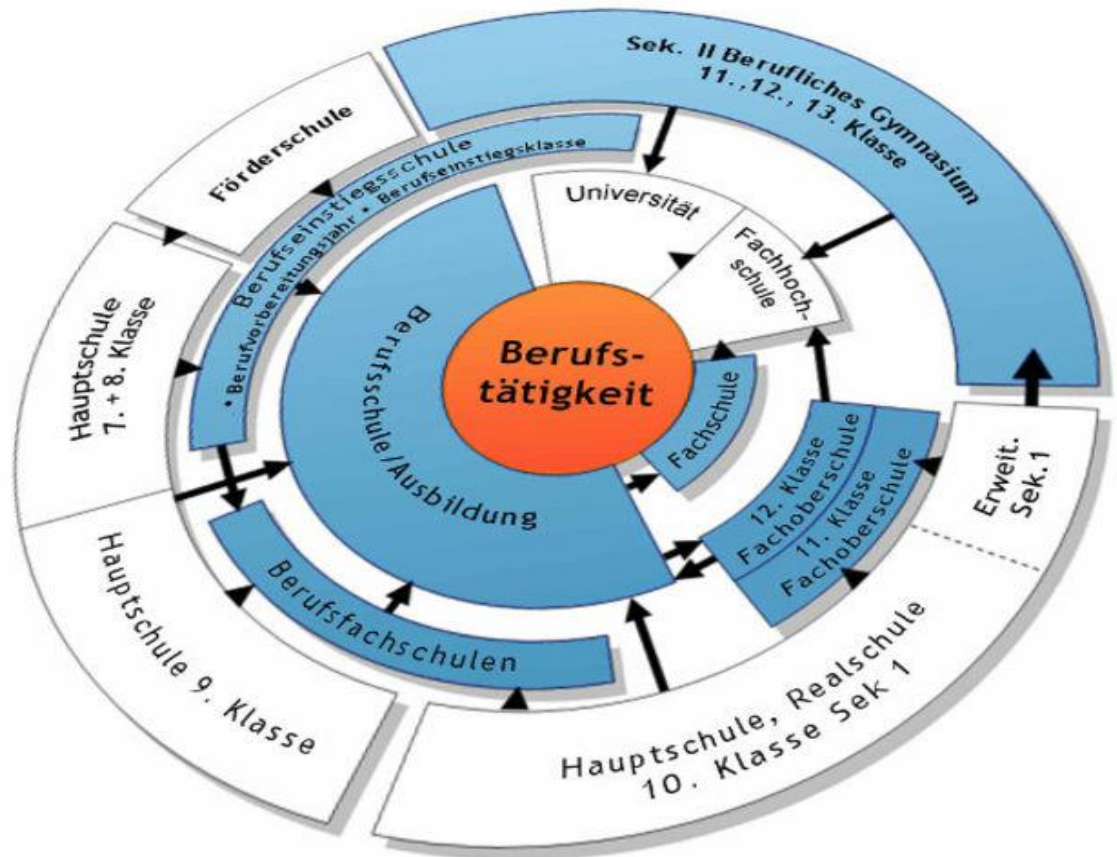 Sek. II Berufliches Gymnasium
11.,12., 13. Klasse
Förderschule
Berufseinstiegsschule
* Berufvorbereitungsjahr * Berufseinstiegsklasse
Universität
Fachhoch-
schule
Hauptschule
7. + 8. Klasse
Berufs-
tätigkeit
Berufsschule/Ausbildung
Fachschule
12. Klasse
Fachoberschule
11. Klasse
Fachoberschule
Erweit.
Sek.1
Hauptschule 9. Klasse
Berufsfachschulen
Hauptschule, Realschule
10. Klasse Sek 1